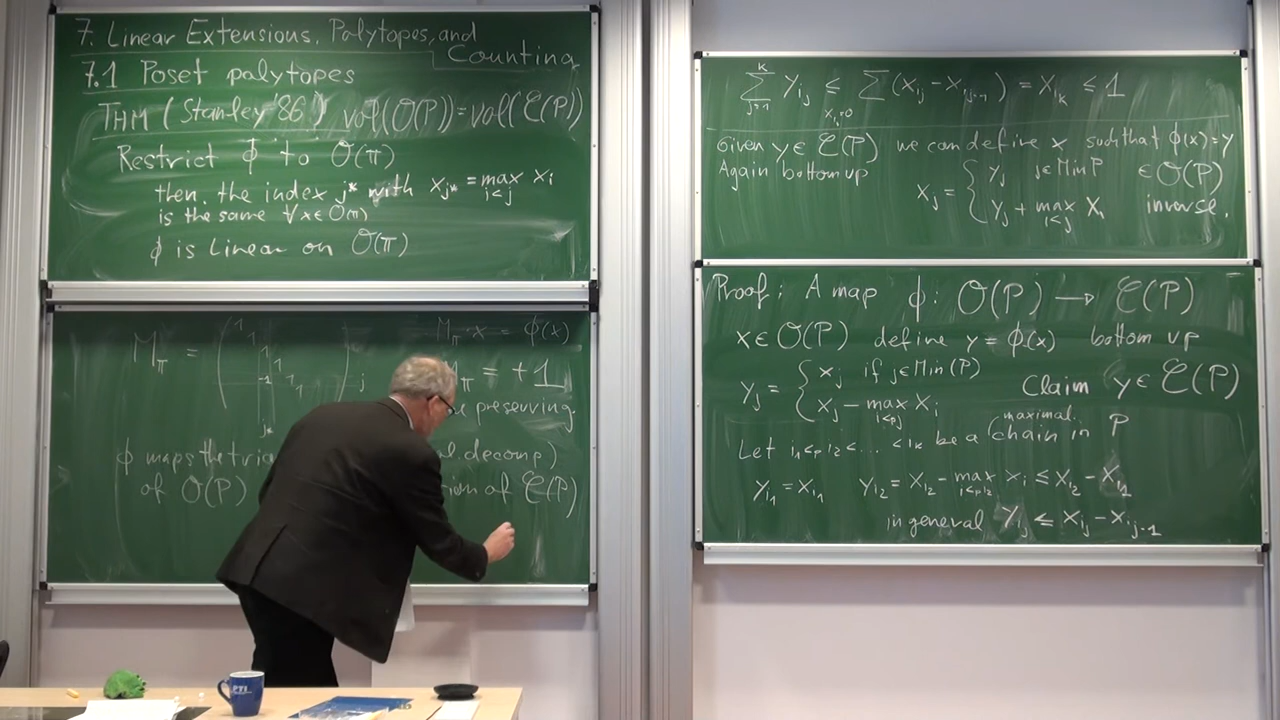 7. Linear Extensions, Polytopes, and
Counting
7.1 Poset polytopes
THM (Stanley '86) vol(O(P)) = vol(C(P))
Restrict ϕ to O(π)
then the index j* with x_{j*} = max_{i<j} x_i
is the same ∀ x ∈ O(π)
ϕ is linear on O(π)
M_π = M_π x = ϕ(x)
M_π = +1
preserving.
ϕ maps the al. decomp)
of O(P) ion of C(P)
∑_{j=1}^{k} y_{i_j} ≤ ∑_{x_{i_0}=0} (x_{i_j} - x_{i_{j-1}}) = x_{i_k} ≤ 1
Given y ∈ C(P) we can define x such that ϕ(x) = y
Again bottom up x_j = { y_j j ∈ Min P ∈ O(P)
y_j + max_{i<j} x_i inverse.
Proof: A map ϕ: O(P) → C(P)
x ∈ O(P) define y = ϕ(x) bottom up
y_j = { x_j if j ∈ Min(P)
x_j - max_{i<_P j} x_i Claim y ∈ C(P)
Let i_1 <_P i_2 <... < i_k be a (maximal) chain in P
y_{i_1} = x_{i_1} y_{i_2} = x_{i_2} - max_{i<_P i_2} x_i ≤ x_{i_2} - x_{i_1}
in general y_{i_j} ≤ x_{i_j} - x_{i_{j-1}}
PTI